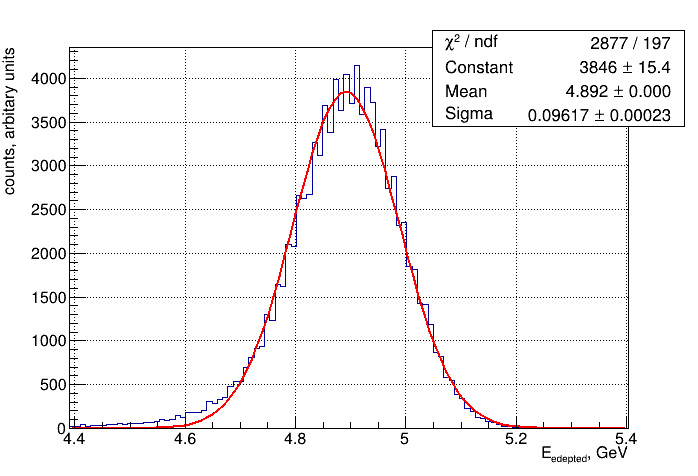 χ² / ndf 2877 / 197
Constant 3846 ± 15.4
Mean 4.892 ± 0.000
Sigma 0.09617 ± 0.00023
counts, arbitary units
4000
3500
3000
2500
2000
1500
1000
500
0
4.4 4.6 4.8 5 5.2 5.4
E_edepted, GeV